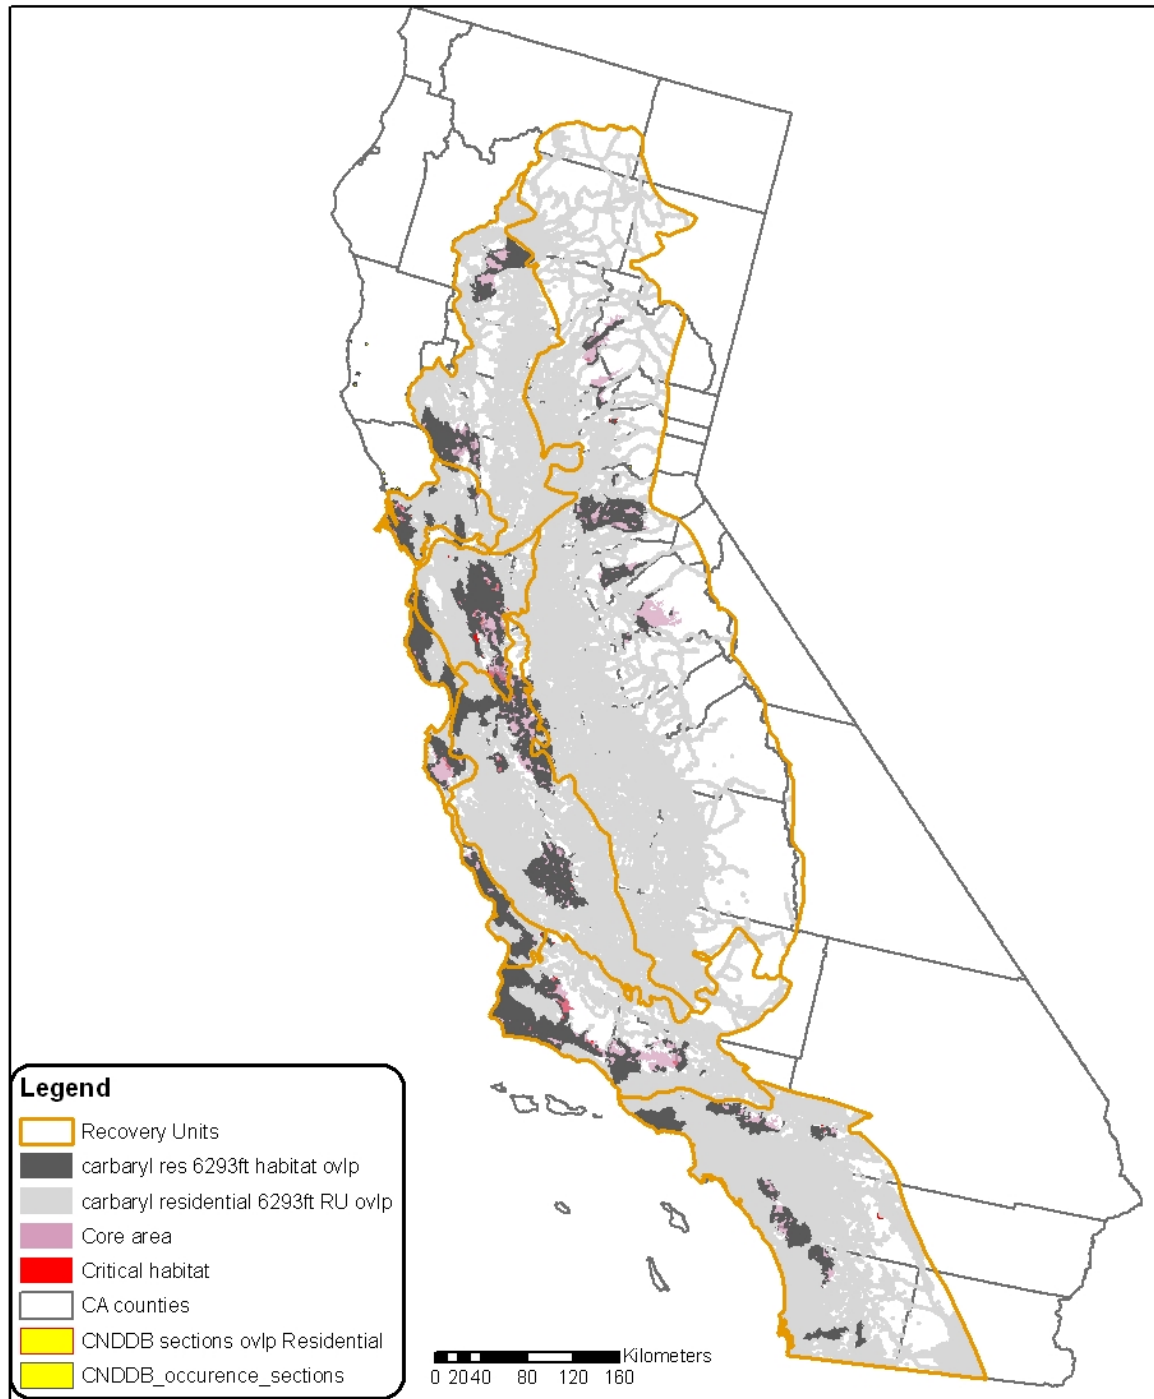 Legend
Recovery Units
carbaryl res 6293ft habitat ovlp
carbaryl residential 6293ft RU ovlp
Core area
Critical habitat
CA counties
CNDDB sections ovlp Residential
CNDDB_occurence_sections
Kilometers
0 20 40 80 120 160